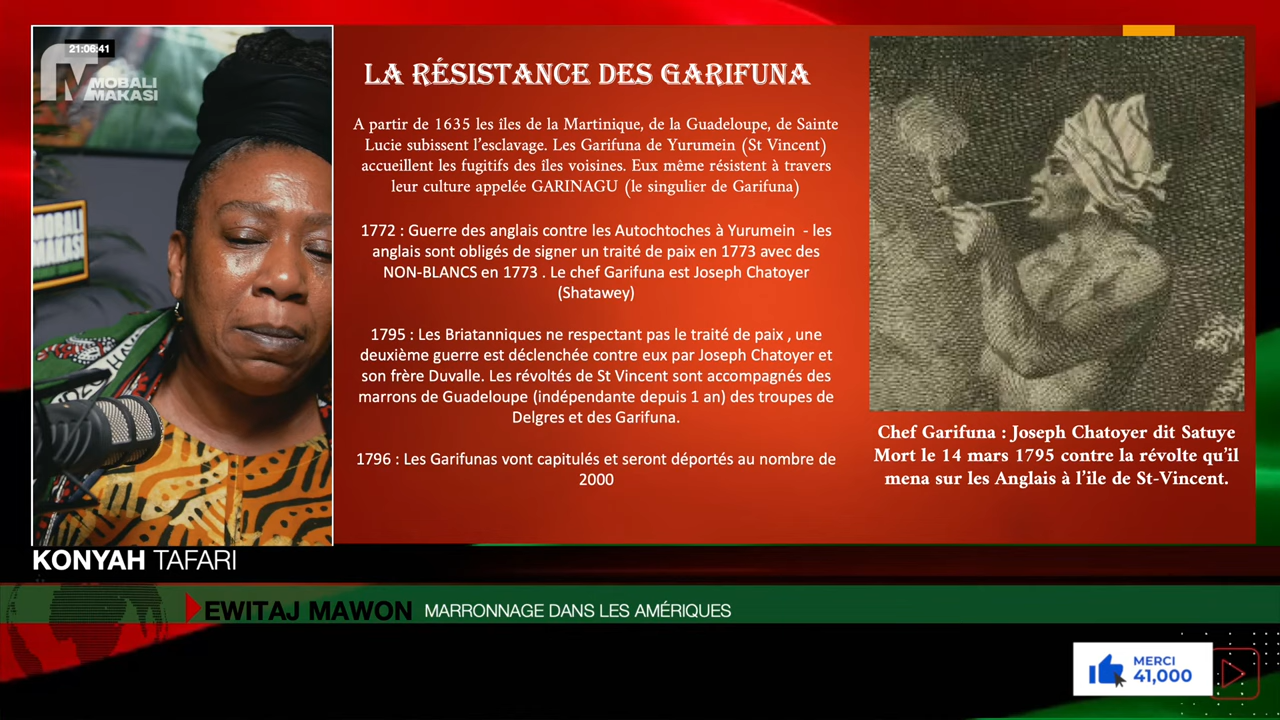 21:06:41
MOBALI
MAKASI
MOBALI
MAKASI
LA RÉSISTANCE DES GARIFUNA
A partir de 1635 les îles de la Martinique, de la Guadeloupe, de Sainte
Lucie subissent l'esclavage. Les Garifuna de Yurumein (St Vincent)
accueillent les fugitifs des îles voisines. Eux même résistent à travers
leur culture appelée GARINAGU (le singulier de Garifuna)
1772 : Guerre des anglais contre les Autochtoches à Yurumein - les
anglais sont obligés de signer un traité de paix en 1773 avec des
NON-BLANCS en 1773 . Le chef Garifuna est Joseph Chatoyer
(Shatawey)
1795 : Les Briatanniques ne respectant pas le traité de paix , une
deuxième guerre est déclenchée contre eux par Joseph Chatoyer et
son frère Duvalle. Les révoltés de St Vincent sont accompagnés des
marrons de Guadeloupe (indépendante depuis 1 an) des troupes de
Delgres et des Garifuna.
1796 : Les Garifunas vont capitulés et seront déportés au nombre de
2000
Chef Garifuna : Joseph Chatoyer dit Satuye
Mort le 14 mars 1795 contre la révolte qu'il
mena sur les Anglais à l'ile de St-Vincent.
KONYAH TAFARI
EWITAJ MAWON MARRONNAGE DANS LES AMÉRIQUES
MERCI
41,000